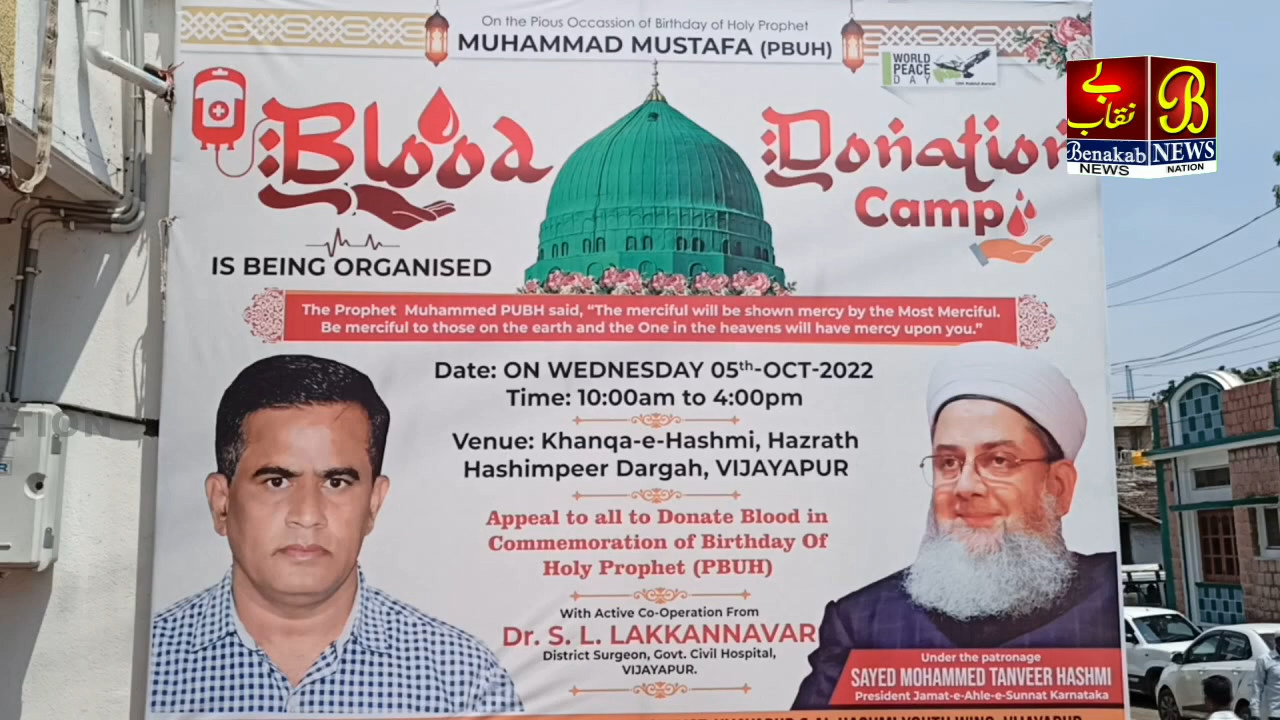 On the Pious Occassion of Birthday of Holy Prophet
MUHAMMAD MUSTAFA (PBUH)
WORLD
PEACE
DAY
Blood Donation
Camp
IS BEING ORGANISED
The Prophet Muhammed PUBH said, “The merciful will be shown mercy by the Most Merciful.
Be merciful to those on the earth and the One in the heavens will have mercy upon you.”
Date: ON WEDNESDAY 05th-OCT-2022
Time: 10:00am to 4:00pm
Venue: Khanqa-e-Hashmi, Hazrath
Hashimpeer Dargah, VIJAYAPUR
Appeal to all to Donate Blood in
Commemoration of Birthday Of
Holy Prophet (PBUH)
With Active Co-Operation From
Dr. S. L. LAKKANNAVAR
District Surgeon, Govt. Civil Hospital,
VIJAYAPUR.
Under the patronage
SAYED MOHAMMED TANVEER HASHMI
President Jamat-e-Ahle-e-Sunnat Karnataka
بے
نقاب
B
Benakab NEWS
NEWS NATION